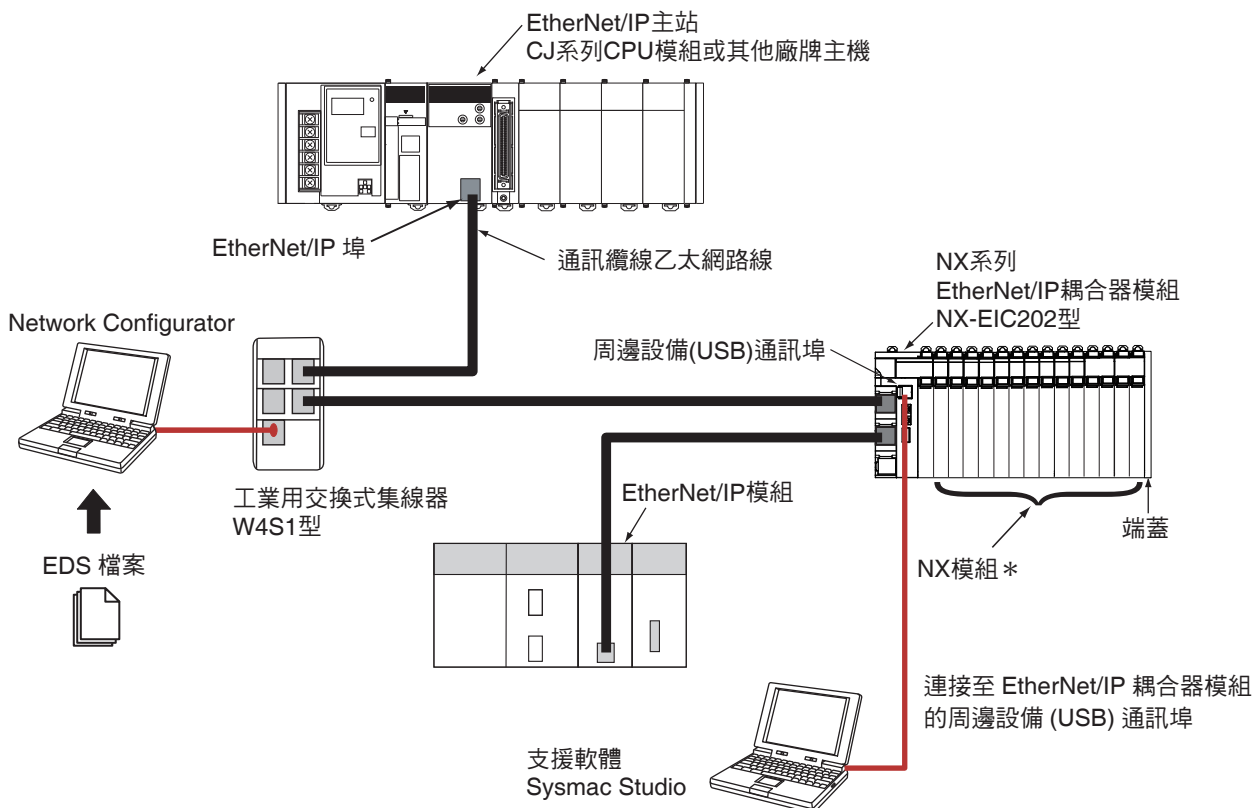 EtherNet/IP主站
CJ系列CPU模組或其他廠牌主機
EtherNet/IP 埠
通訊纜線乙太網路線
NX系列
EtherNet/IP耦合器模組
NX-EIC202型
Network Configurator
周邊設備(USB)通訊埠
工業用交換式集線器
W4S1型
EtherNet/IP模組
端蓋
NX模組＊
EDS 檔案
連接至 EtherNet/IP 耦合器模組
的周邊設備 (USB) 通訊埠
支援軟體
Sysmac Studio